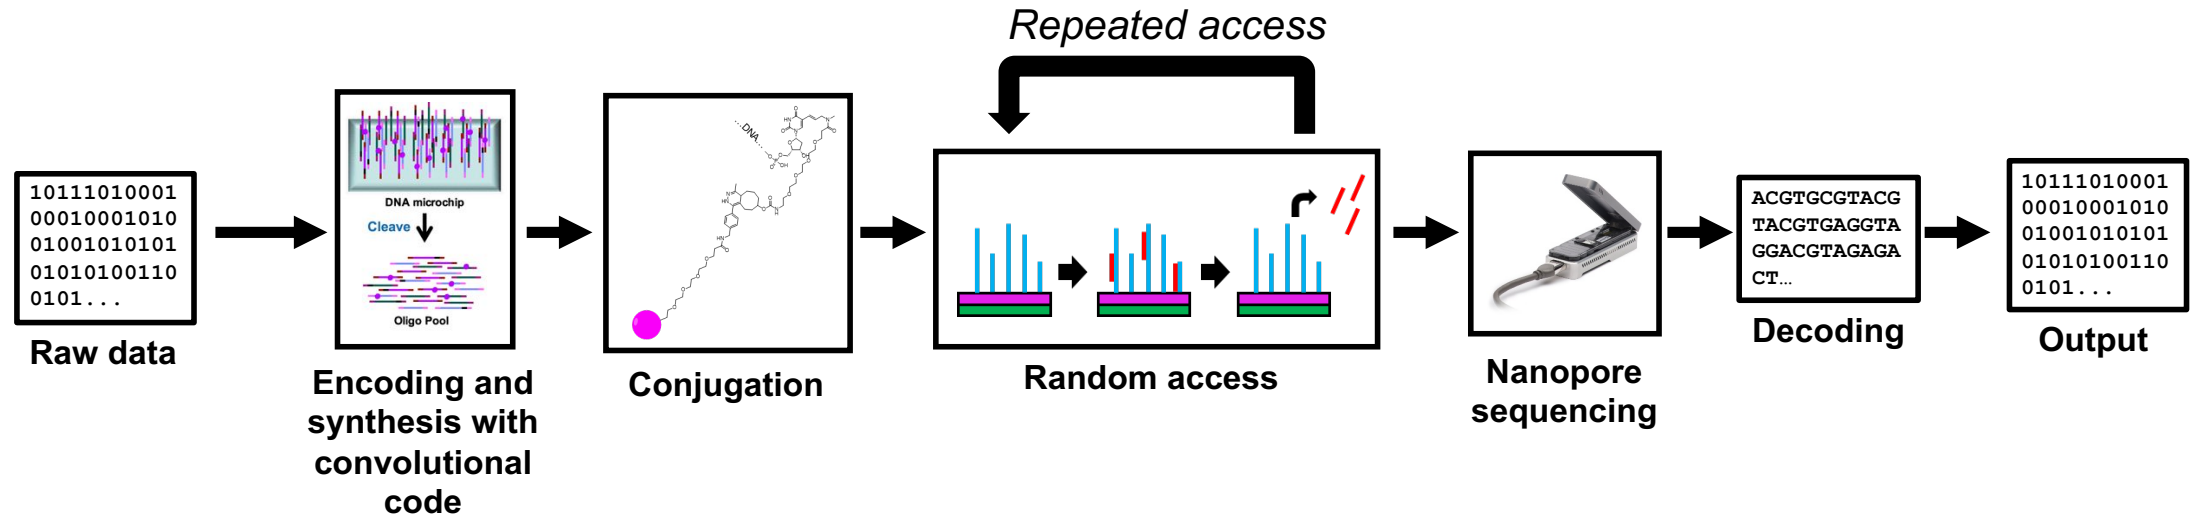 Repeated access
10111010001
00010001010
01001010101
01010100110
0101...
Raw data
DNA microchip
Cleave
Oligo Pool
Encoding and
synthesis with
convolutional
code
DNA
Conjugation
Random access
Nanopore
sequencing
ACGTGCGTACG
TACGTGAGGTA
GGACGTAGAGA
CT…
Decoding
10111010001
00010001010
01001010101
01010100110
0101...
Output